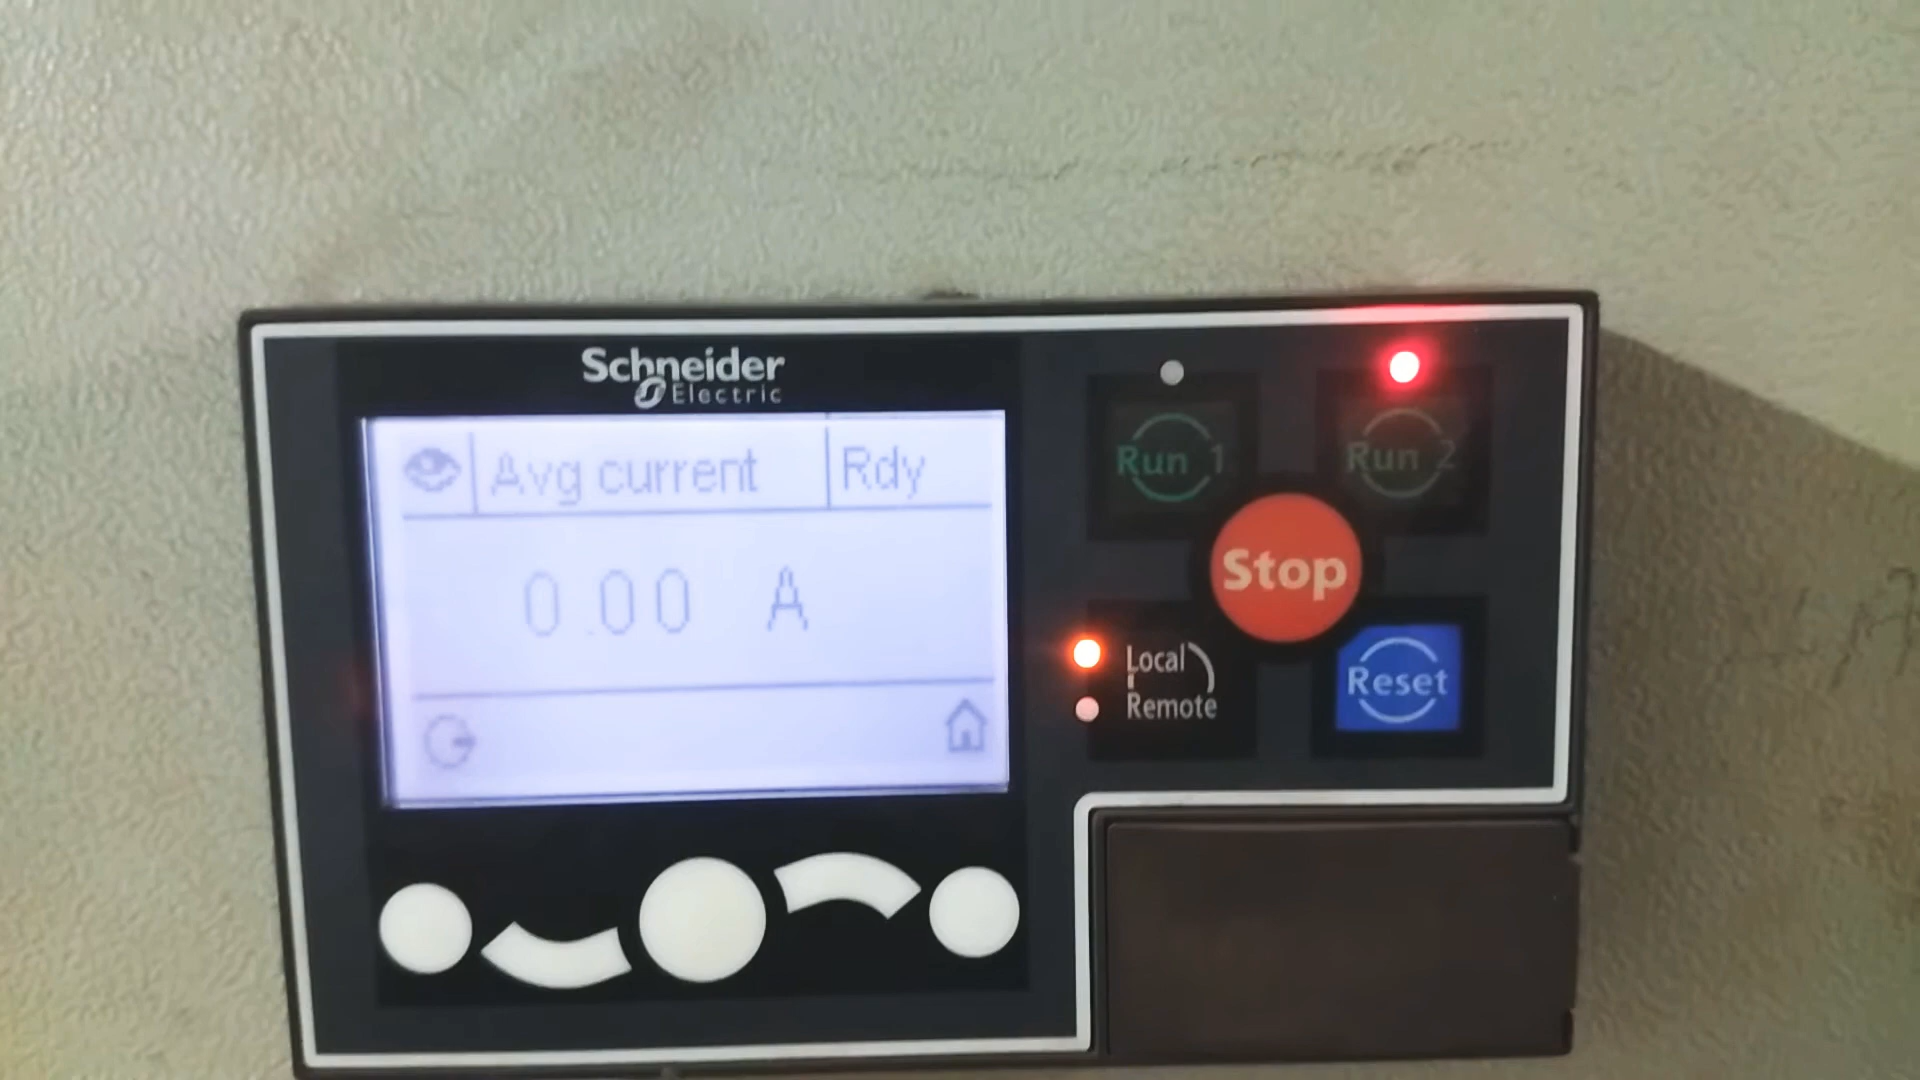 Schneider
Electric
Avg current Rdy
0.00 A
Run 1
Run 2
Stop
Local
Remote
Reset